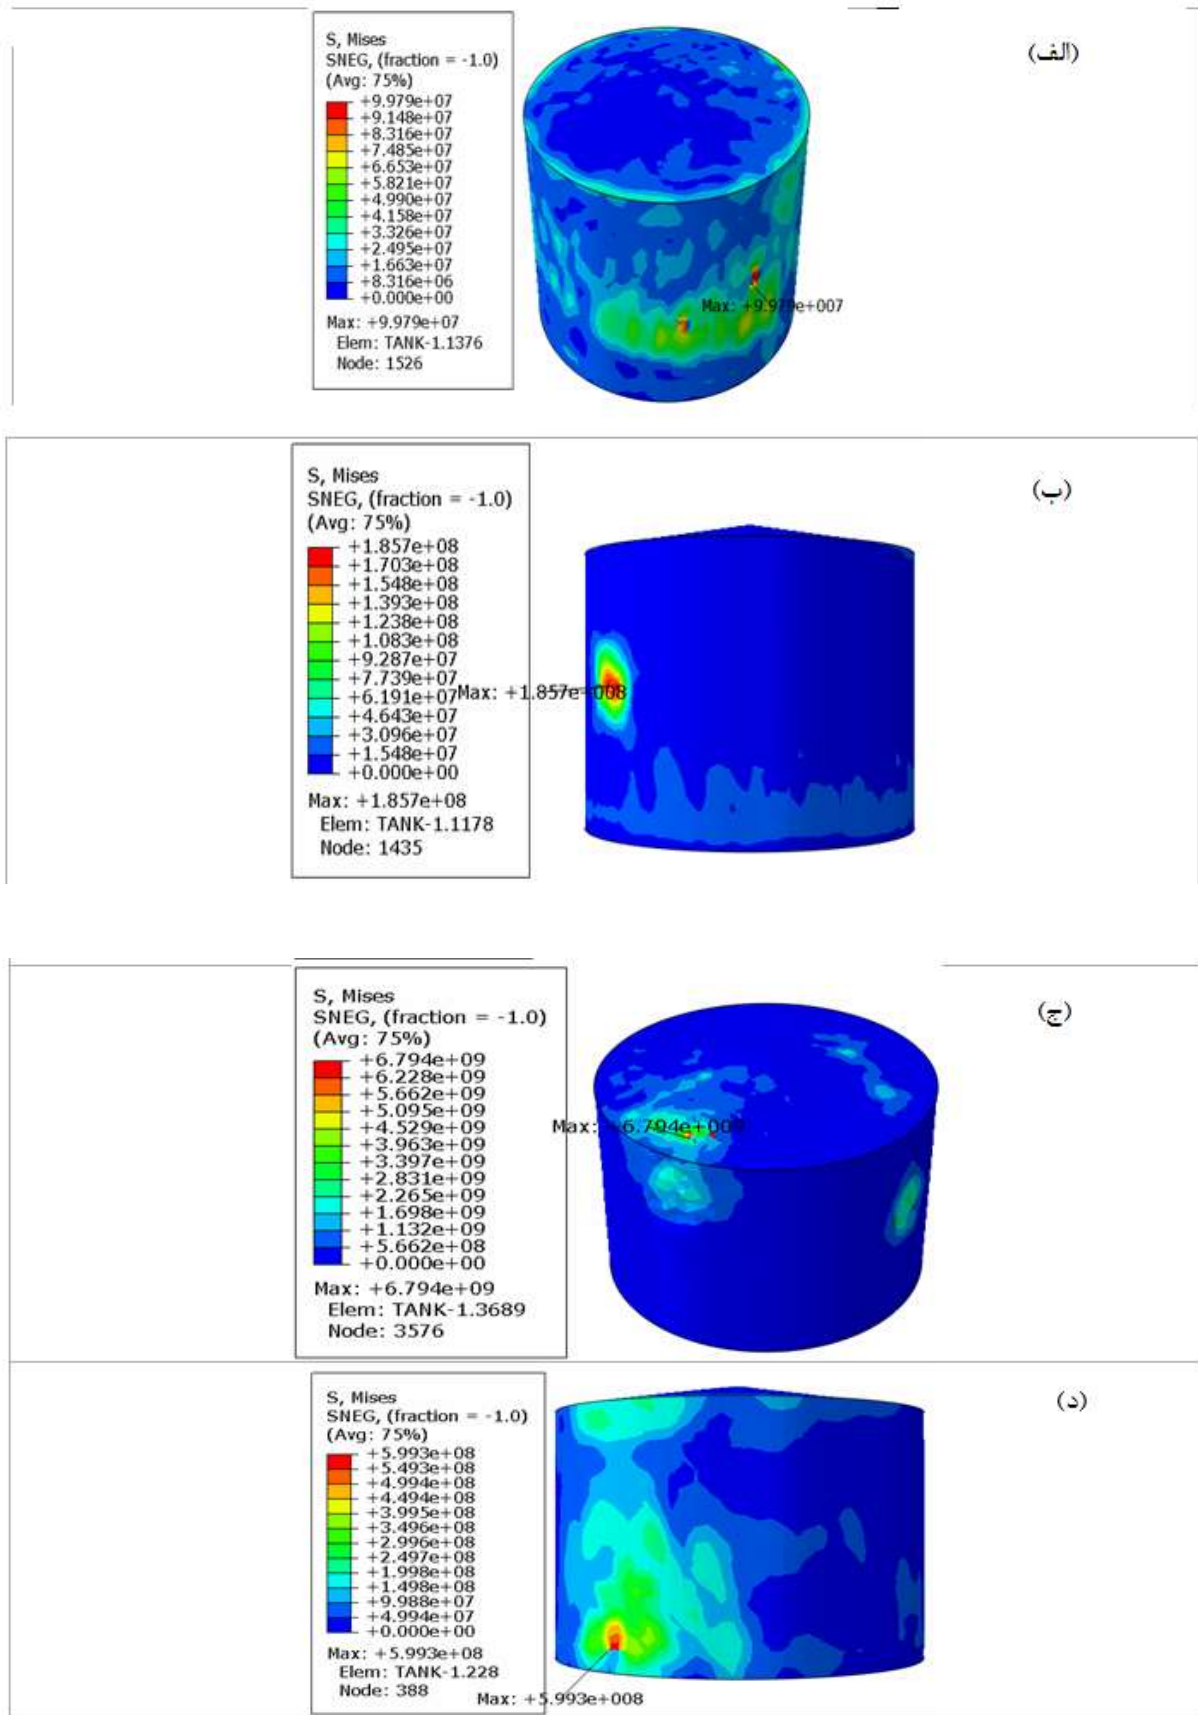 (الف)
S, Mises
SNEG, (fraction = -1.0)
(Avg: 75%)
+9.979e+07
+9.148e+07
+8.316e+07
+7.485e+07
+6.653e+07
+5.821e+07
+4.990e+07
+4.158e+07
+3.326e+07
+2.495e+07
+1.663e+07
+8.316e+06
+0.000e+00
Max: +9.979e+07
Elem: TANK-1.1376
Node: 1526
Max: +9.979e+007
(ب)
S, Mises
SNEG, (fraction = -1.0)
(Avg: 75%)
+1.857e+08
+1.703e+08
+1.548e+08
+1.393e+08
+1.238e+08
+1.083e+08
+9.287e+07
+7.739e+07
+6.191e+07
+4.643e+07
+3.096e+07
+1.548e+07
+0.000e+00
Max: +1.857e+08
Elem: TANK-1.1178
Node: 1435
Max: +1.857e+008
(ج)
S, Mises
SNEG, (fraction = -1.0)
(Avg: 75%)
+6.794e+09
+6.228e+09
+5.662e+09
+5.095e+09
+4.529e+09
+3.963e+09
+3.397e+09
+2.831e+09
+2.265e+09
+1.698e+09
+1.132e+09
+5.662e+08
+0.000e+00
Max: +6.794e+09
Elem: TANK-1.3689
Node: 3576
Max: +6.794e+009
(د)
S, Mises
SNEG, (fraction = -1.0)
(Avg: 75%)
+5.993e+08
+5.493e+08
+4.994e+08
+4.494e+08
+3.995e+08
+3.496e+08
+2.996e+08
+2.497e+08
+1.998e+08
+1.498e+08
+9.988e+07
+4.994e+07
+0.000e+00
Max: +5.993e+08
Elem: TANK-1.228
Node: 388
Max: +5.993e+008